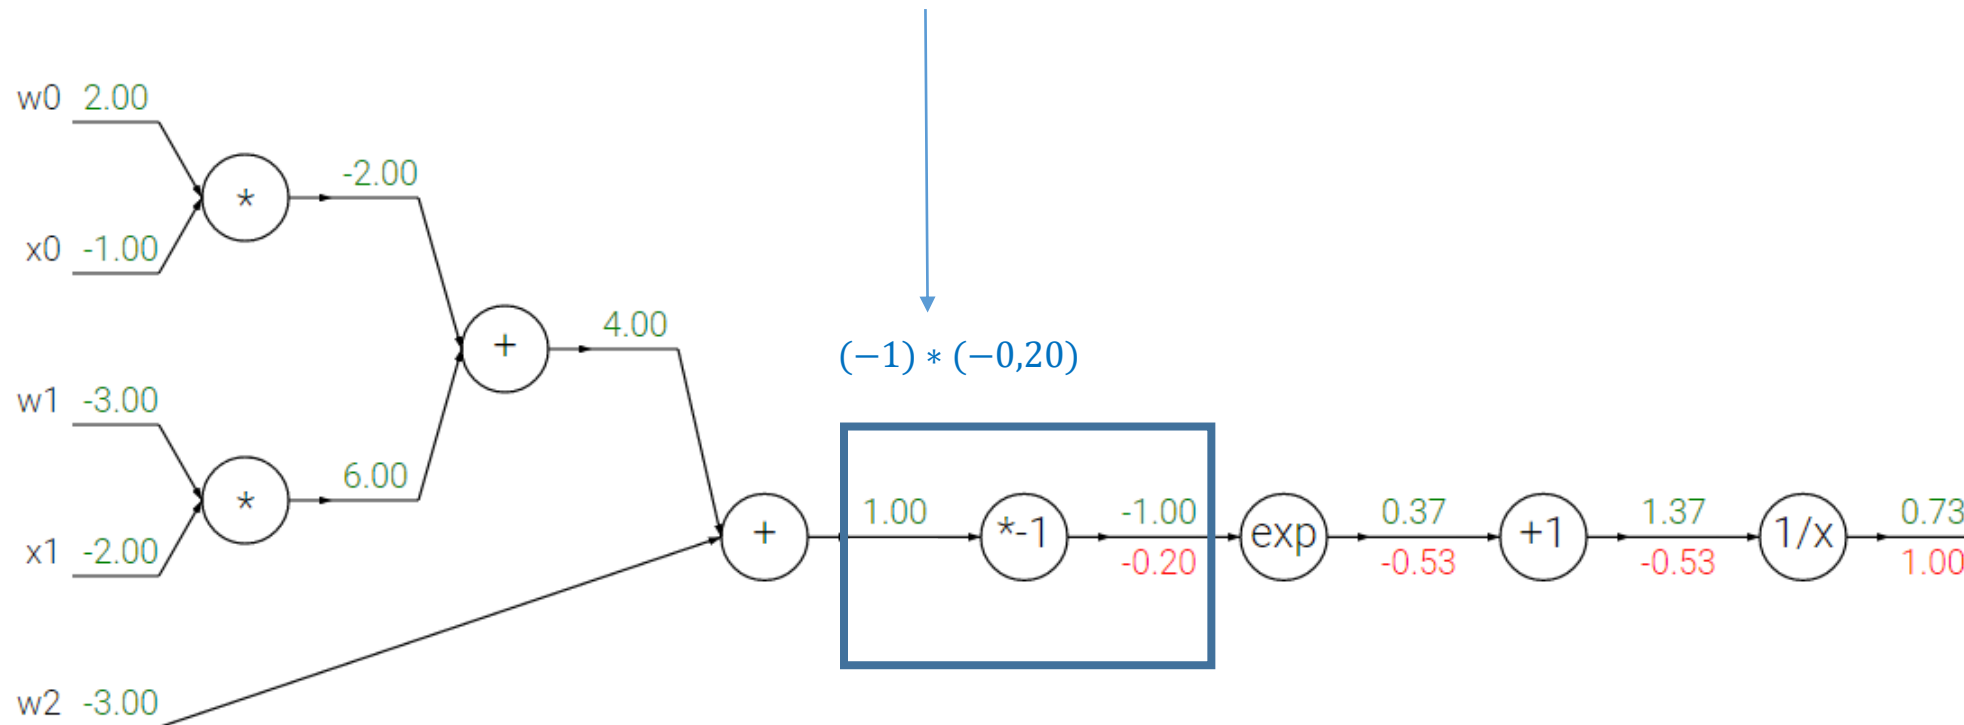 w0 2.00
-2.00
*
x0 -1.00
4.00
+
(−1) ∗ (−0,20)
w1 -3.00
6.00
*
x1 -2.00
+ 1.00 *-1 -1.00 exp 0.37 +1 1.37 1/x 0.73
-0.20 -0.53 -0.53 1.00
w2 -3.00